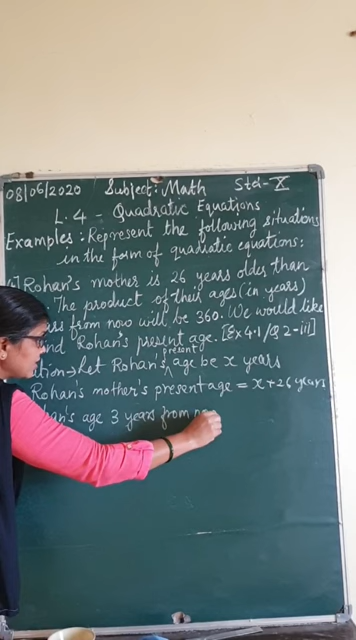 08/06/2020 Subject: Math Std-X
L. 4 - Quadratic Equations
Examples: Represent the following situations
in the form of quadratic equations:
Rohan's mother is 26 years older than
The product of their ages (in years)
from now will be 360. We would like
Rohan's present age. [Ex 4.1/Q 2-iii]
Let Rohan's present age be x years
Rohan's mother's present age = x+26 years
age 3 years from